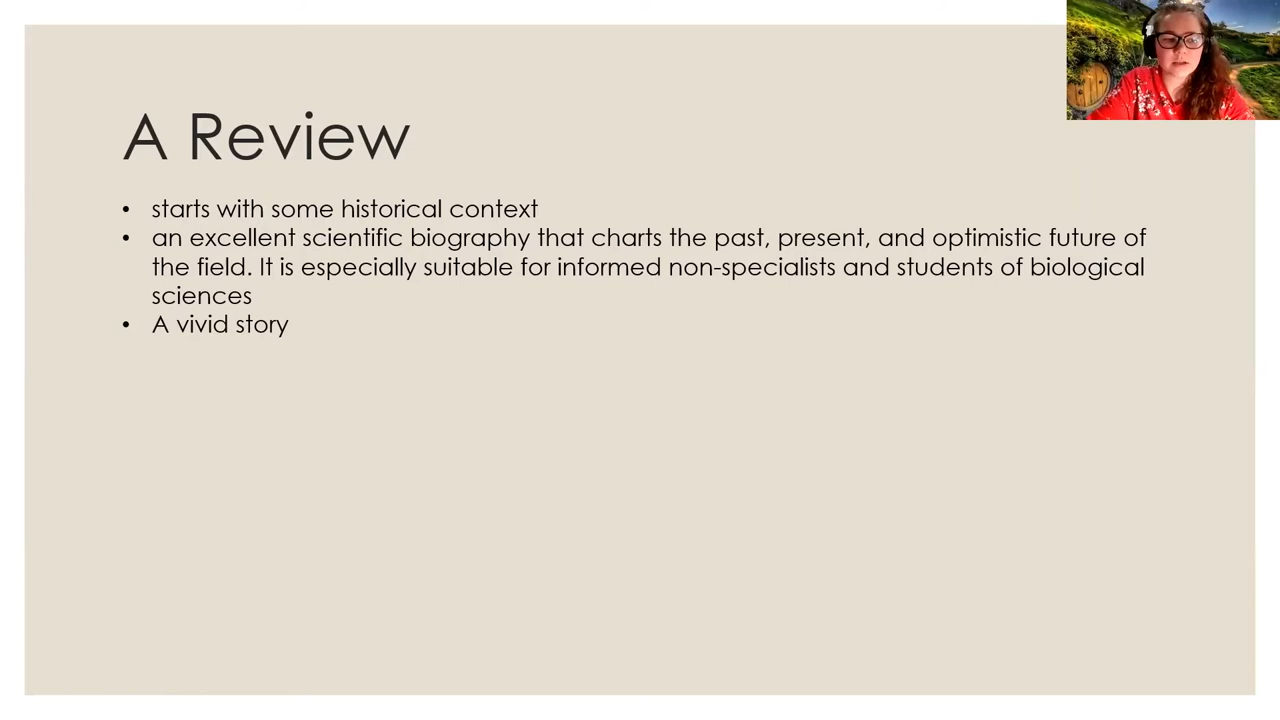 A Review
• starts with some historical context
• an excellent scientific biography that charts the past, present, and optimistic future of
the field. It is especially suitable for informed non-specialists and students of biological
sciences
• A vivid story